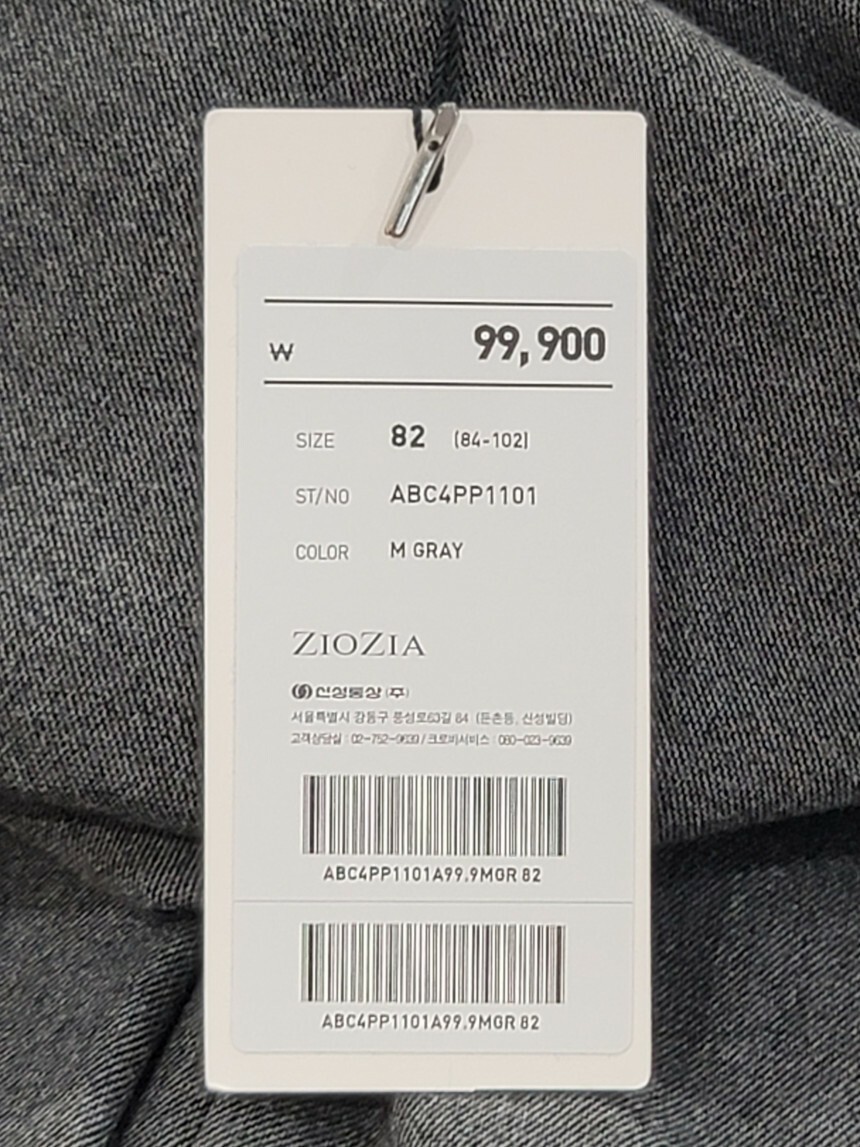 ₩ 99,900
SIZE 82 (84-102)
ST/NO ABC4PP1101
COLOR M GRAY
ZIOZIA
신성통상 (주)
서울특별시 강동구 풍성로63길 84 (둔촌동, 신성빌딩)
고객상담실 : 02-752-9639 / 크로비서비스 : 080-023-9639
ABC4PP1101A99.9MGR 82
ABC4PP1101A99.9MGR 82